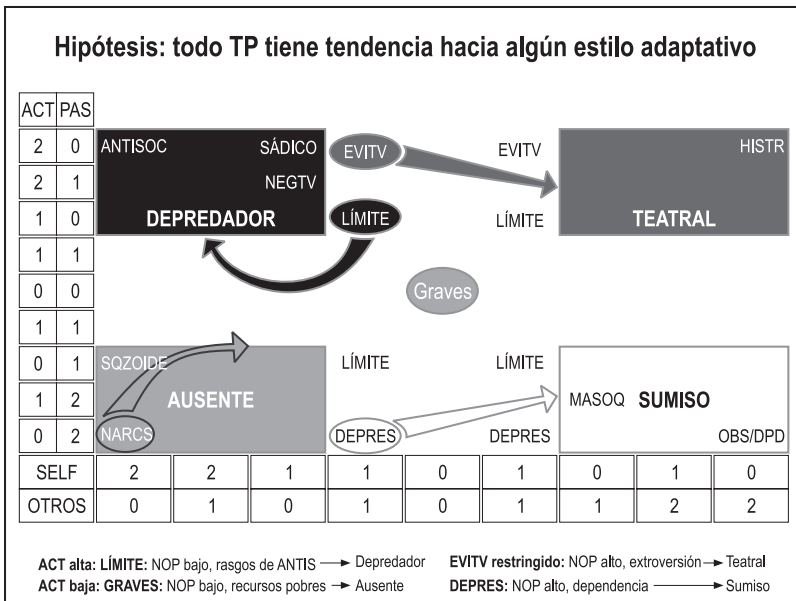 Hipótesis: todo TP tiene tendencia hacia algún estilo adaptativo
ACT PAS
2 0 ANTISOC SÁDICO EVITV EVITV HISTR
2 1 NEGTV
1 0 DEPREDADOR LÍMITE LÍMITE TEATRAL
1 1
0 0 Graves
1 1
0 1 SQZOIDE LÍMITE LÍMITE
1 2 AUSENTE MASOQ SUMISO
0 2 NARCS DEPRES DEPRES OBS/DPD
SELF 2 2 1 1 0 1 0 1 0
OTROS 0 1 0 1 0 1 1 2 2
ACT alta: LÍMITE: NOP bajo, rasgos de ANTIS → Depredador
ACT baja: GRAVES: NOP bajo, recursos pobres → Ausente
EVITV restringido: NOP alto, extroversión → Teatral
DEPRES: NOP alto, dependencia → Sumiso